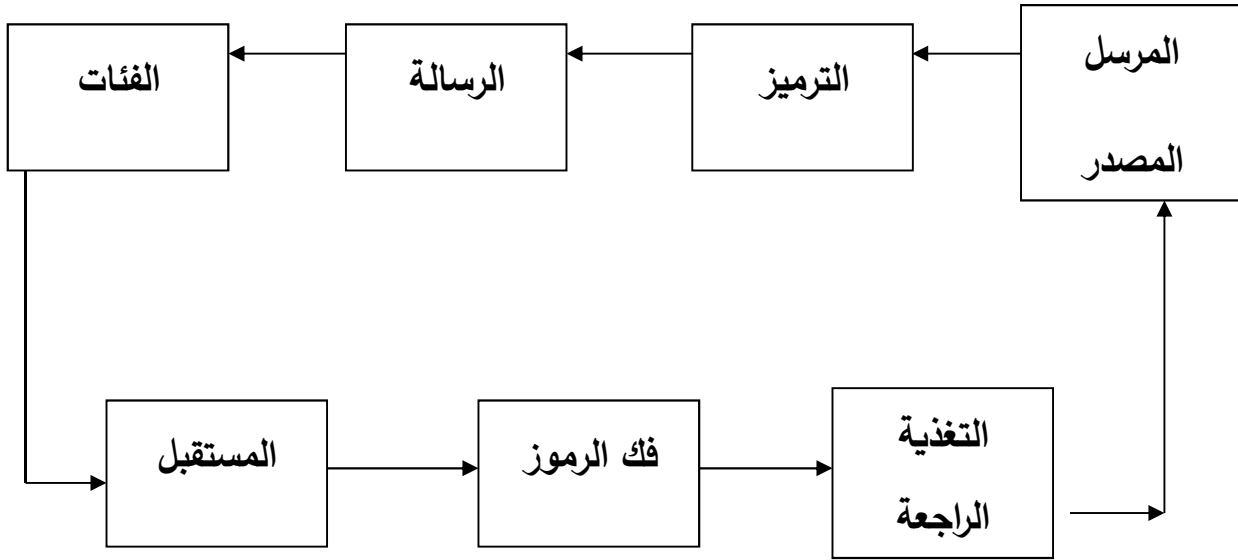 المرسل
المصدر
الترميز
الرسالة
الفئات
المستقبل
فك الرموز
التغذية
الراجعة